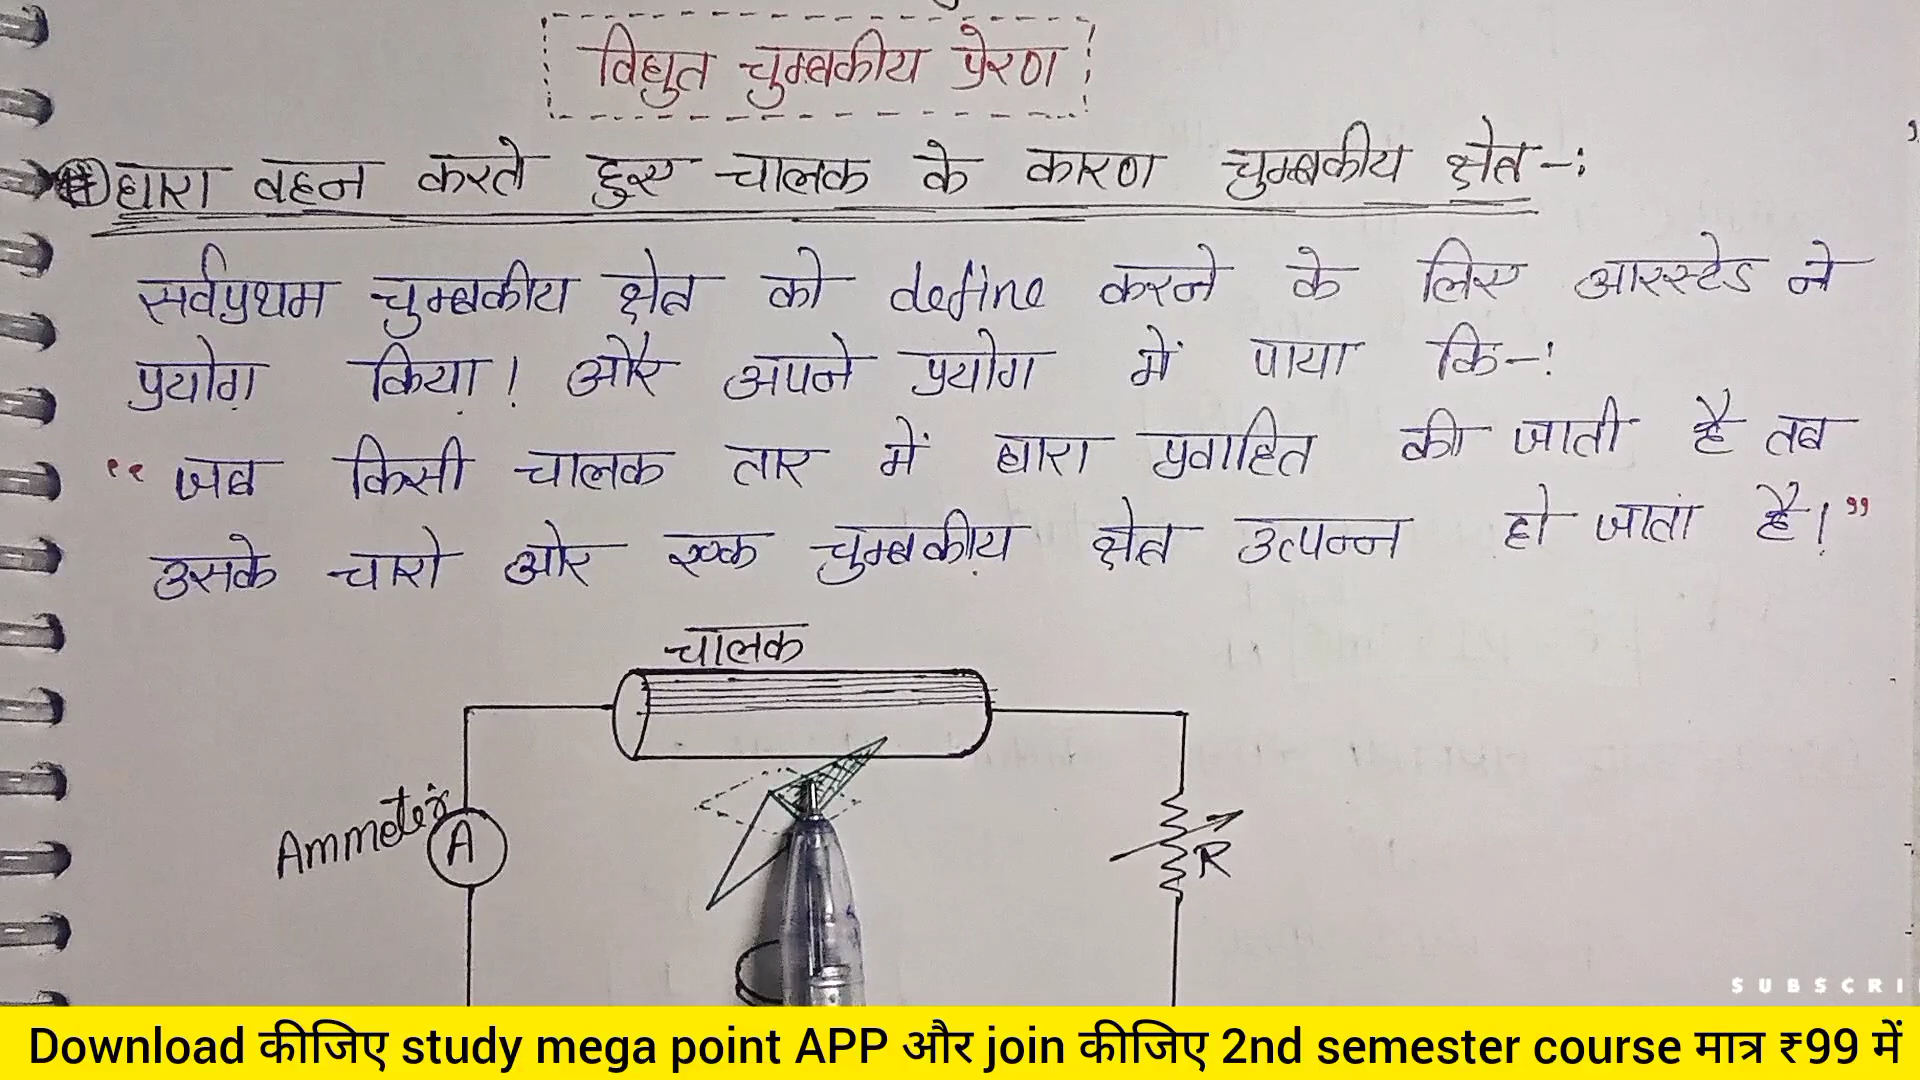 विद्युत चुम्बकीय प्रेरण
# धारा वहन करते हुए चालक के कारण चुम्बकीय क्षेत्र -:
सर्वप्रथम चुम्बकीय क्षेत्र को define करने के लिए आरस्टेड ने
प्रयोग किया! और अपने प्रयोग में पाया कि-!
“ जब किसी चालक तार में धारा प्रवाहित की जाती है तब
उसके चारो ओर एक चुम्बकीय क्षेत्र उत्पन्न हो जाता है। ”
चालक
Ammeter
A
R
SUBSCRI
Download कीजिए study mega point APP और join कीजिए 2nd semester course मात्र ₹99 में